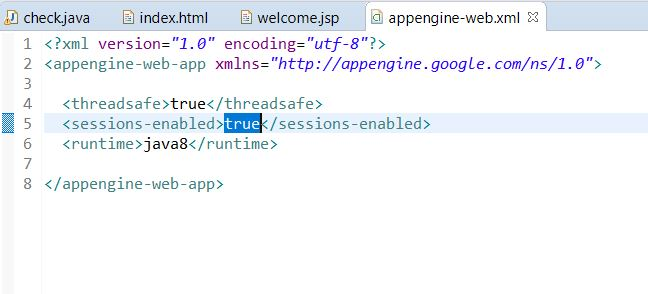 check.java index.html welcome.jsp appengine-web.xml
1 <?xml version="1.0" encoding="utf-8"?>
2 <appengine-web-app xmlns="http://appengine.google.com/ns/1.0">
3
4 <threadsafe>true</threadsafe>
5 <sessions-enabled>true</sessions-enabled>
6 <runtime>java8</runtime>
7
8 </appengine-web-app>